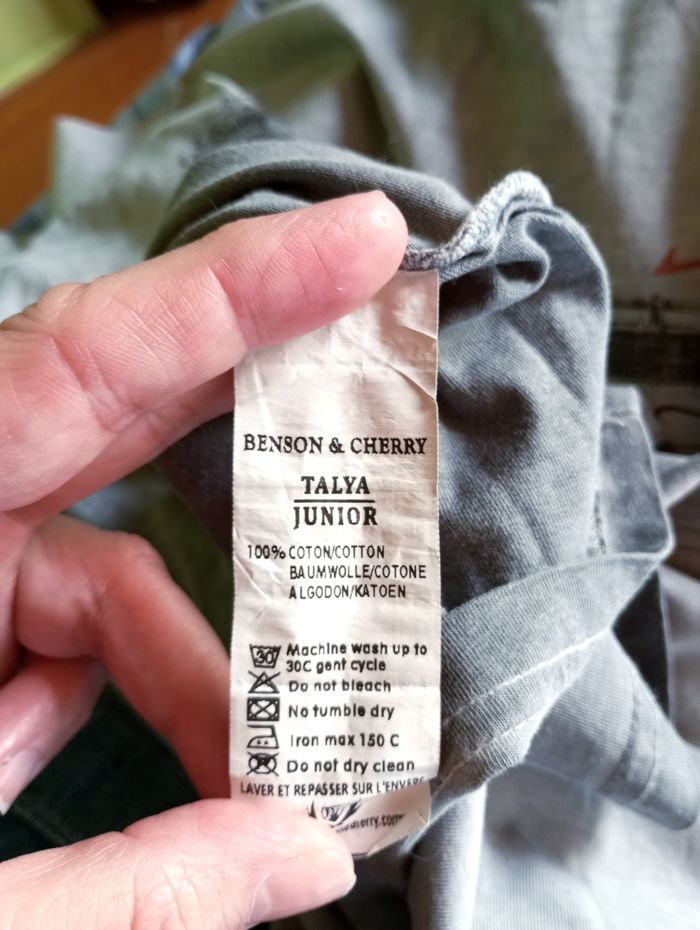 BENSON & CHERRY
TALYA
JUNIOR
100% COTON/COTTON
BAUMWOLLE/COTONE
ALGODON/KATOEN
30 Machine wash up to
30C gent cycle
Do not bleach
No tumble dry
Iron max 150 C
Do not dry clean
LAVER ET REPASSER SUR L'ENVERS